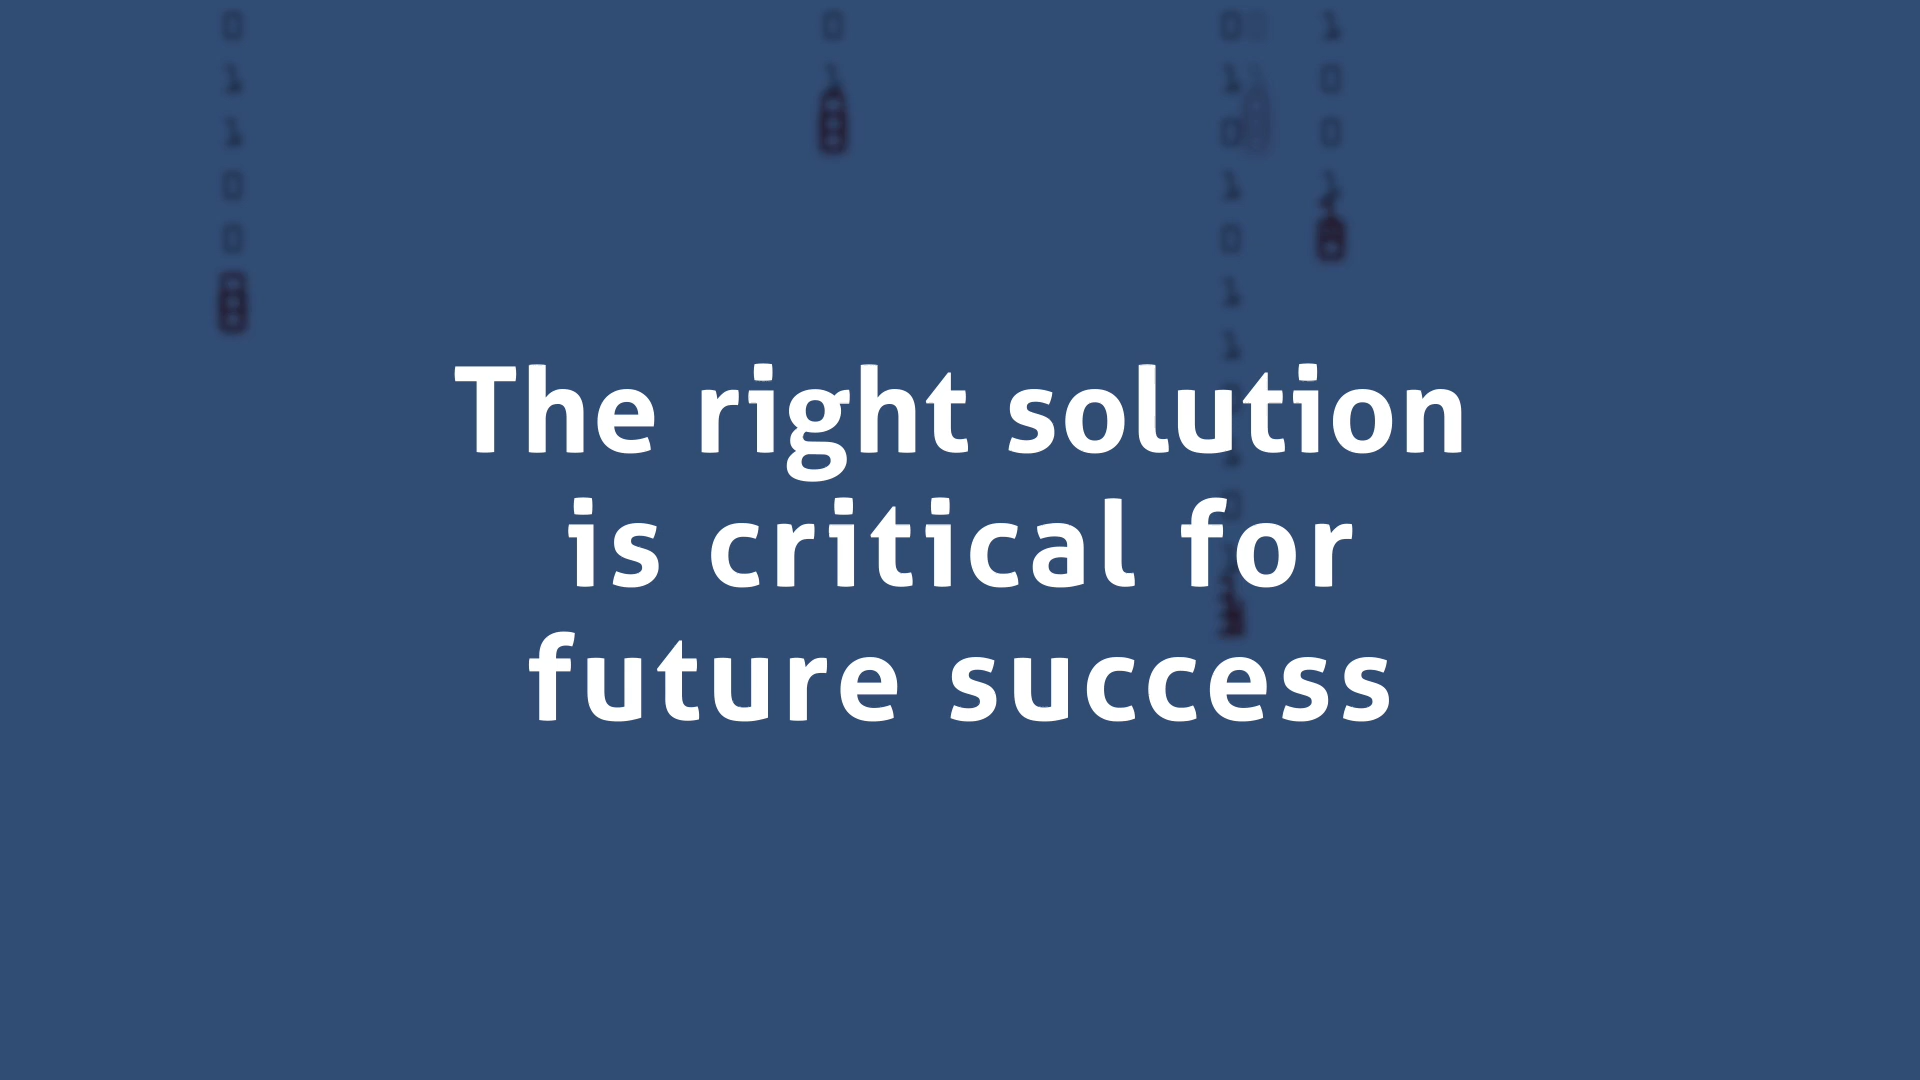 The right solution
is critical for
future success